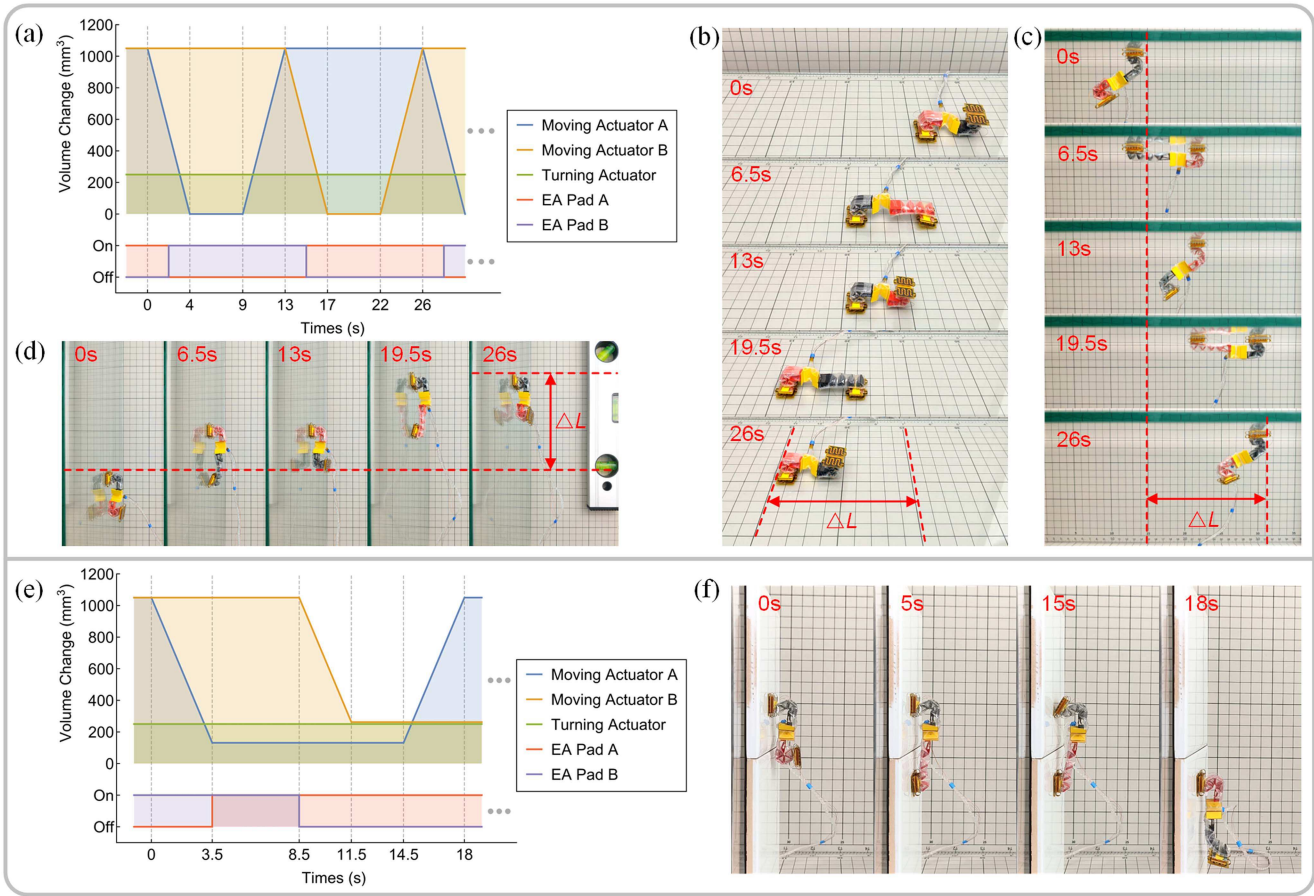 (a)
1200
1000
800
600
400
200
0
Volume Change (mm³)
On
Off
0 4 9 13 17 22 26
Times (s)
Moving Actuator A
Moving Actuator B
Turning Actuator
EA Pad A
EA Pad B
(b)
0s
6.5s
13s
19.5s
26s
△L
(c)
0s
6.5s
13s
19.5s
26s
△L
(d)
0s 6.5s 13s 19.5s 26s
△L
(e)
1200
1000
800
600
400
200
0
Volume Change (mm³)
On
Off
0 3.5 8.5 11.5 14.5 18
Times (s)
Moving Actuator A
Moving Actuator B
Turning Actuator
EA Pad A
EA Pad B
(f)
0s 5s 15s 18s